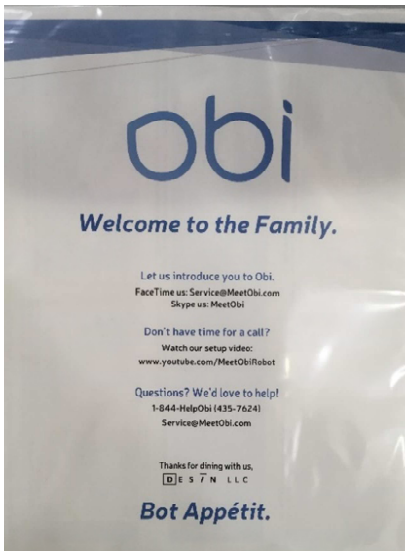 obi
Welcome to the Family.
Let us introduce you to Obi.
FaceTime us: Service@MeetObi.com
Skype us: MeetObi
Don't have time for a call?
Watch our setup video:
www.youtube.com/MeetObiRobot
Questions? We'd love to help!
1-844-HelpObi (435-7624)
Service@MeetObi.com
Thanks for dining with us,
DESīN LLC
Bot Appétit.